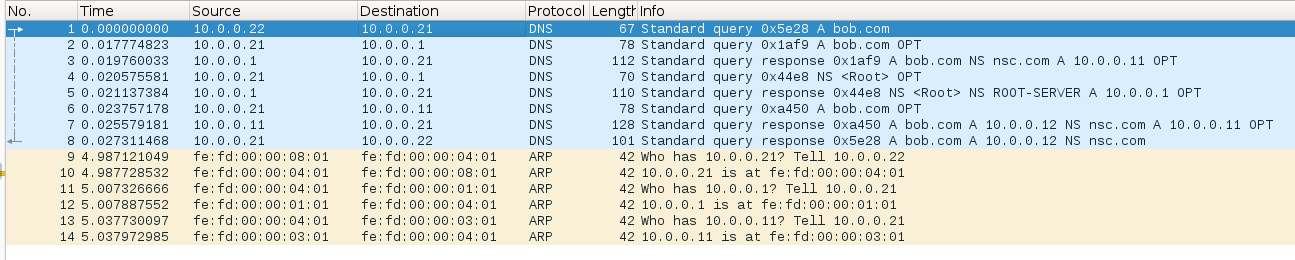 No. Time Source Destination Protocol Length Info
1 0.000000000 10.0.0.22 10.0.0.21 DNS 67 Standard query 0x5e28 A bob.com
2 0.017774823 10.0.0.21 10.0.0.1 DNS 78 Standard query 0x1af9 A bob.com OPT
3 0.019760033 10.0.0.1 10.0.0.21 DNS 112 Standard query response 0x1af9 A bob.com NS nsc.com A 10.0.0.11 OPT
4 0.020575581 10.0.0.21 10.0.0.1 DNS 70 Standard query 0x44e8 NS <Root> OPT
5 0.021137384 10.0.0.1 10.0.0.21 DNS 110 Standard query response 0x44e8 NS <Root> NS ROOT-SERVER A 10.0.0.1 OPT
6 0.023757178 10.0.0.21 10.0.0.11 DNS 78 Standard query 0xa450 A bob.com OPT
7 0.025579181 10.0.0.11 10.0.0.21 DNS 128 Standard query response 0xa450 A bob.com A 10.0.0.12 NS nsc.com A 10.0.0.11 OPT
8 0.027311468 10.0.0.21 10.0.0.22 DNS 101 Standard query response 0x5e28 A bob.com A 10.0.0.12 NS nsc.com
9 4.987121049 fe:fd:00:00:08:01 fe:fd:00:00:04:01 ARP 42 Who has 10.0.0.21? Tell 10.0.0.22
10 4.987728532 fe:fd:00:00:04:01 fe:fd:00:00:08:01 ARP 42 10.0.0.21 is at fe:fd:00:00:04:01
11 5.007326666 fe:fd:00:00:04:01 fe:fd:00:00:01:01 ARP 42 Who has 10.0.0.1? Tell 10.0.0.21
12 5.007887552 fe:fd:00:00:01:01 fe:fd:00:00:04:01 ARP 42 10.0.0.1 is at fe:fd:00:00:01:01
13 5.037730097 fe:fd:00:00:04:01 fe:fd:00:00:03:01 ARP 42 Who has 10.0.0.11? Tell 10.0.0.21
14 5.037972985 fe:fd:00:00:03:01 fe:fd:00:00:04:01 ARP 42 10.0.0.11 is at fe:fd:00:00:03:01